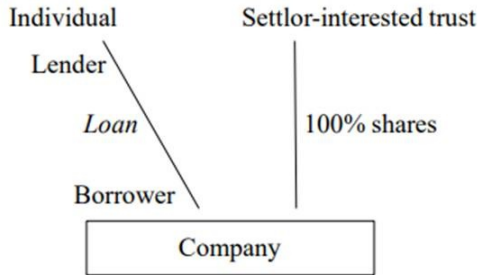 Individual
Settlor-interested trust
Lender
Loan
100% shares
Borrower
Company